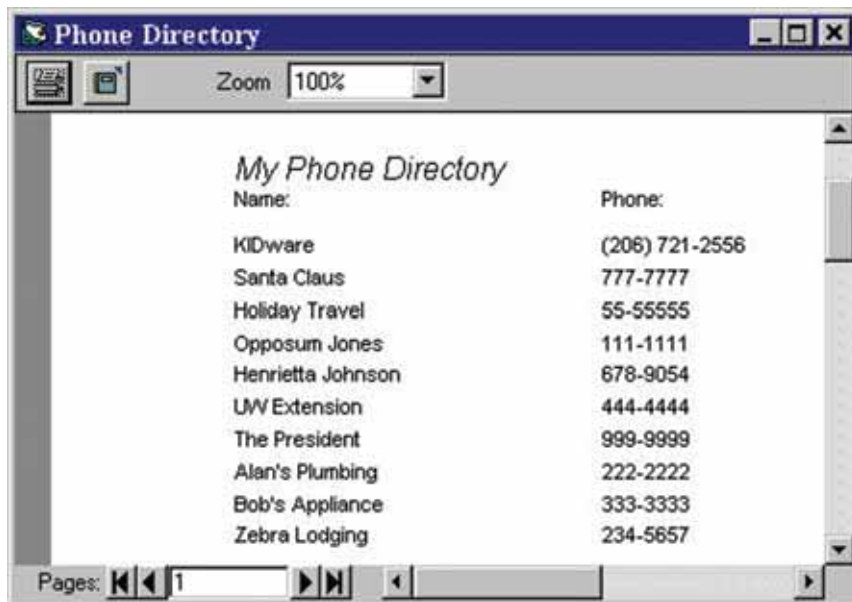 Phone Directory
Zoom 100%
My Phone Directory
Name: Phone:
KIDware (206) 721-2556
Santa Claus 777-7777
Holiday Travel 55-55555
Opposum Jones 111-1111
Henrietta Johnson 678-9054
UW Extension 444-4444
The President 999-9999
Alan's Plumbing 222-2222
Bob's Appliance 333-3333
Zebra Lodging 234-5657
Pages: 1